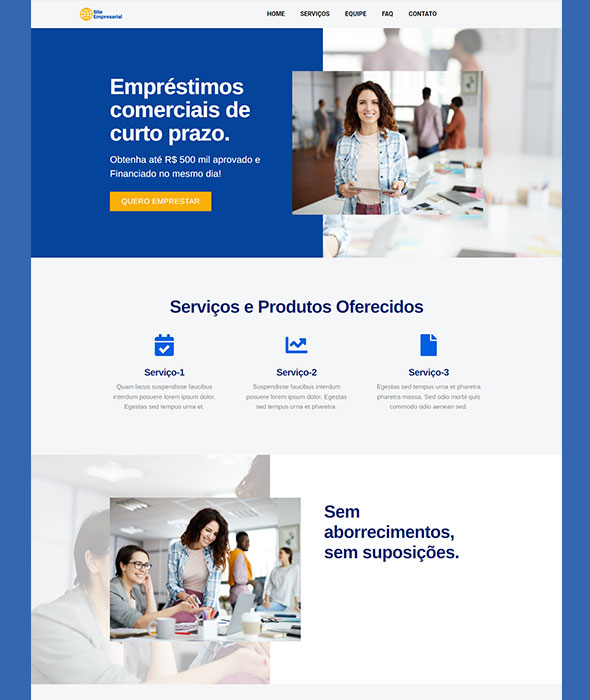 Site
Empresarial
HOME SERVIÇOS EQUIPE FAQ CONTATO
Empréstimos
comerciais de
curto prazo.
Obtenha até R$ 500 mil aprovado e
Financiado no mesmo dia!
QUERO EMPRESTAR
Serviços e Produtos Oferecidos
Serviço-1
Quam lacus suspendisse faucibus
interdum posuere lorem ipsum dolor.
Egestas sed tempus urna et.
Serviço-2
Suspendisse faucibus interdum
posuere lorem ipsum dolor. Egestas
sed tempus urna et pharetra.
Serviço-3
Egestas sed tempus urna et pharetra
pharetra massa. Sed odio morbi quis
commodo odio aenean sed.
Sem
aborrecimentos,
sem suposições.